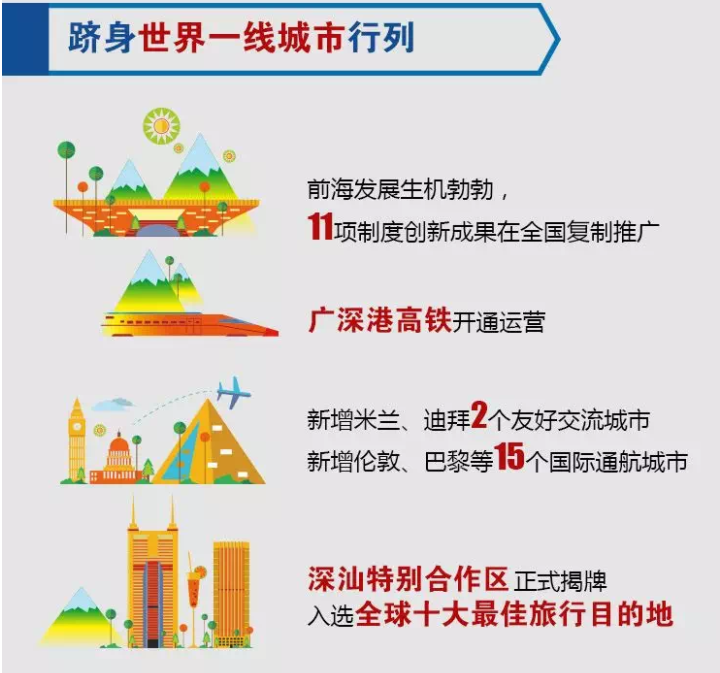 跻身世界一线城市行列
前海发展生机勃勃，
11项制度创新成果在全国复制推广
广深港高铁开通运营
新增米兰、迪拜2个友好交流城市
新增伦敦、巴黎等15个国际通航城市
深汕特别合作区正式揭牌
入选全球十大最佳旅行目的地